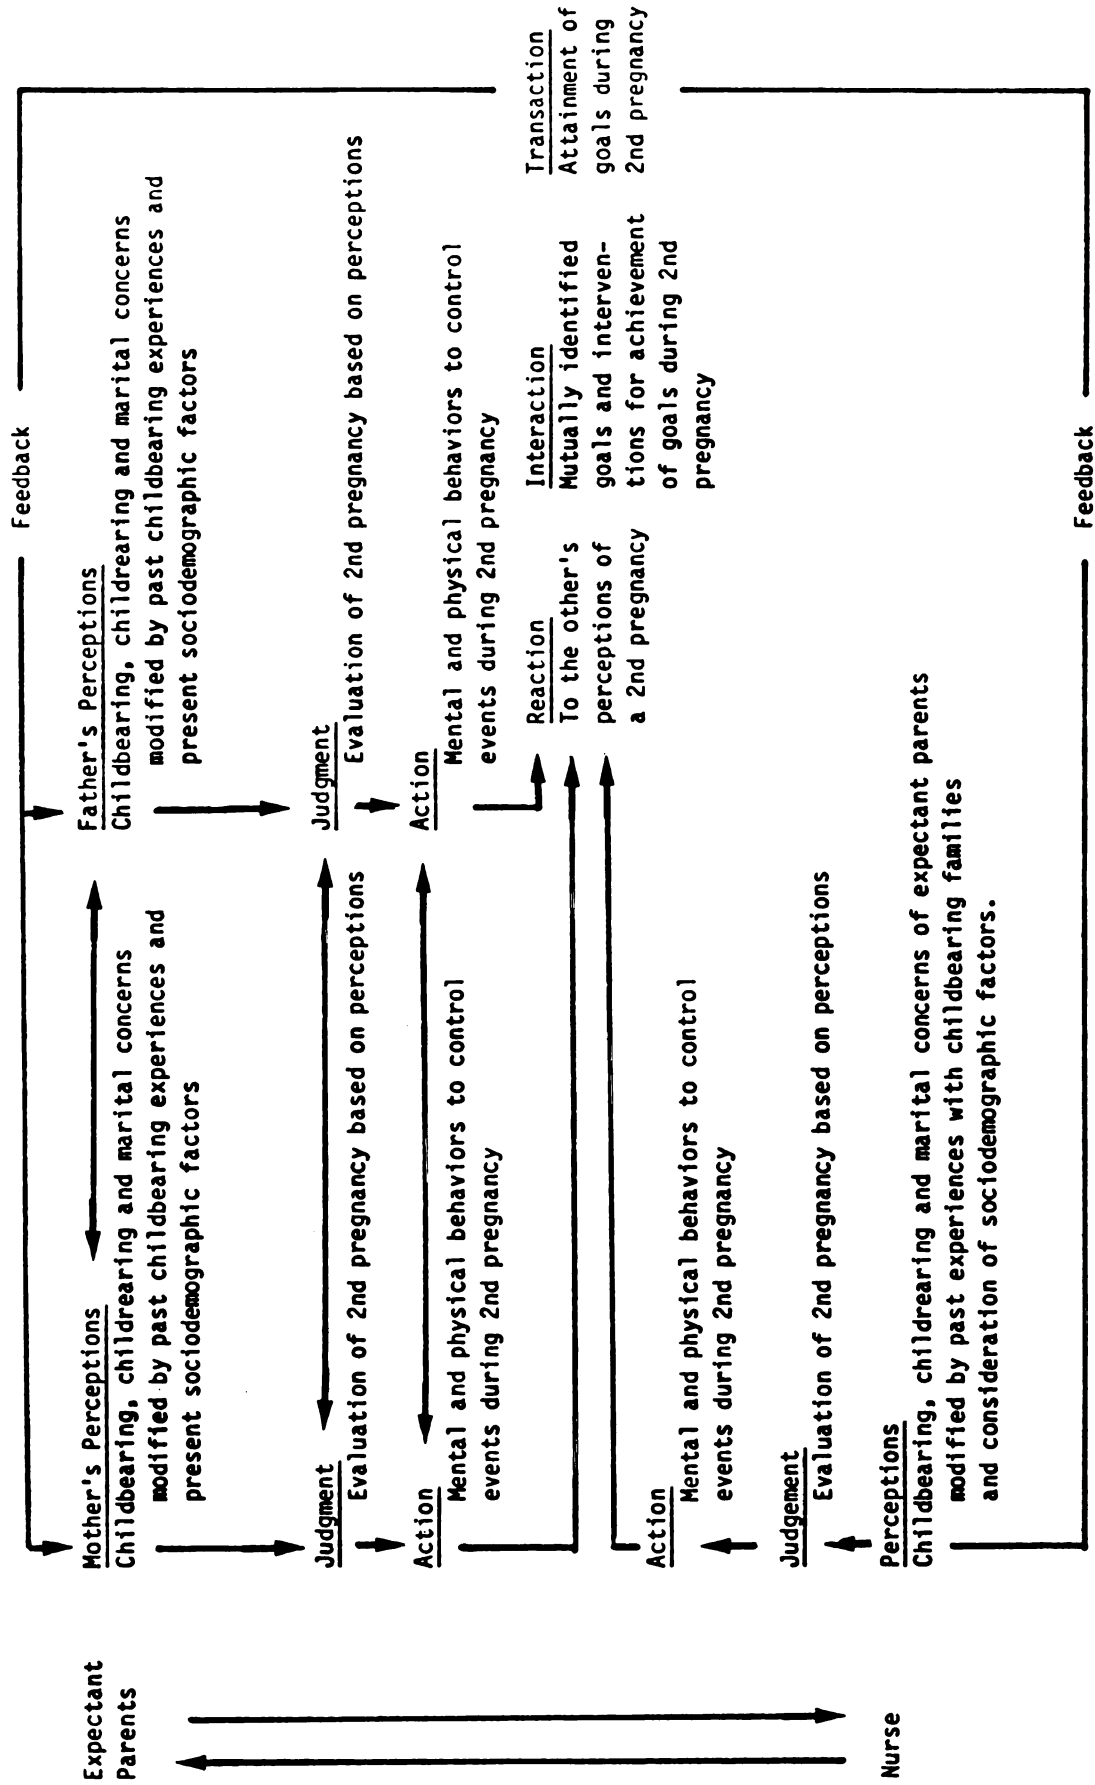 Feedback
Expectant
Parents
Mother's Perceptions
Childbearing, childrearing and marital concerns
modified by past childbearing experiences and
present sociodemographic factors
Father's Perceptions
Childbearing, childrearing and marital concerns
modified by past childbearing experiences and
present sociodemographic factors
Judgment
Evaluation of 2nd pregnancy based on perceptions
Judgment
Evaluation of 2nd pregnancy based on perceptions
Action
Mental and physical behaviors to control
events during 2nd pregnancy
Action
Mental and physical behaviors to control
events during 2nd pregnancy
Reaction
To the other's
perceptions of
a 2nd pregnancy
Interaction
Mutually identified
goals and interven-
tions for achievement
of goals during 2nd
pregnancy
Transaction
Attainment of
goals during
2nd pregnancy
Action
Mental and physical behaviors to control
events during 2nd pregnancy
Judgement
Evaluation of 2nd pregnancy based on perceptions
Nurse
Perceptions
Childbearing, childrearing and marital concerns of expectant parents
modified by past experiences with childbearing families
and consideration of sociodemographic factors.
Feedback